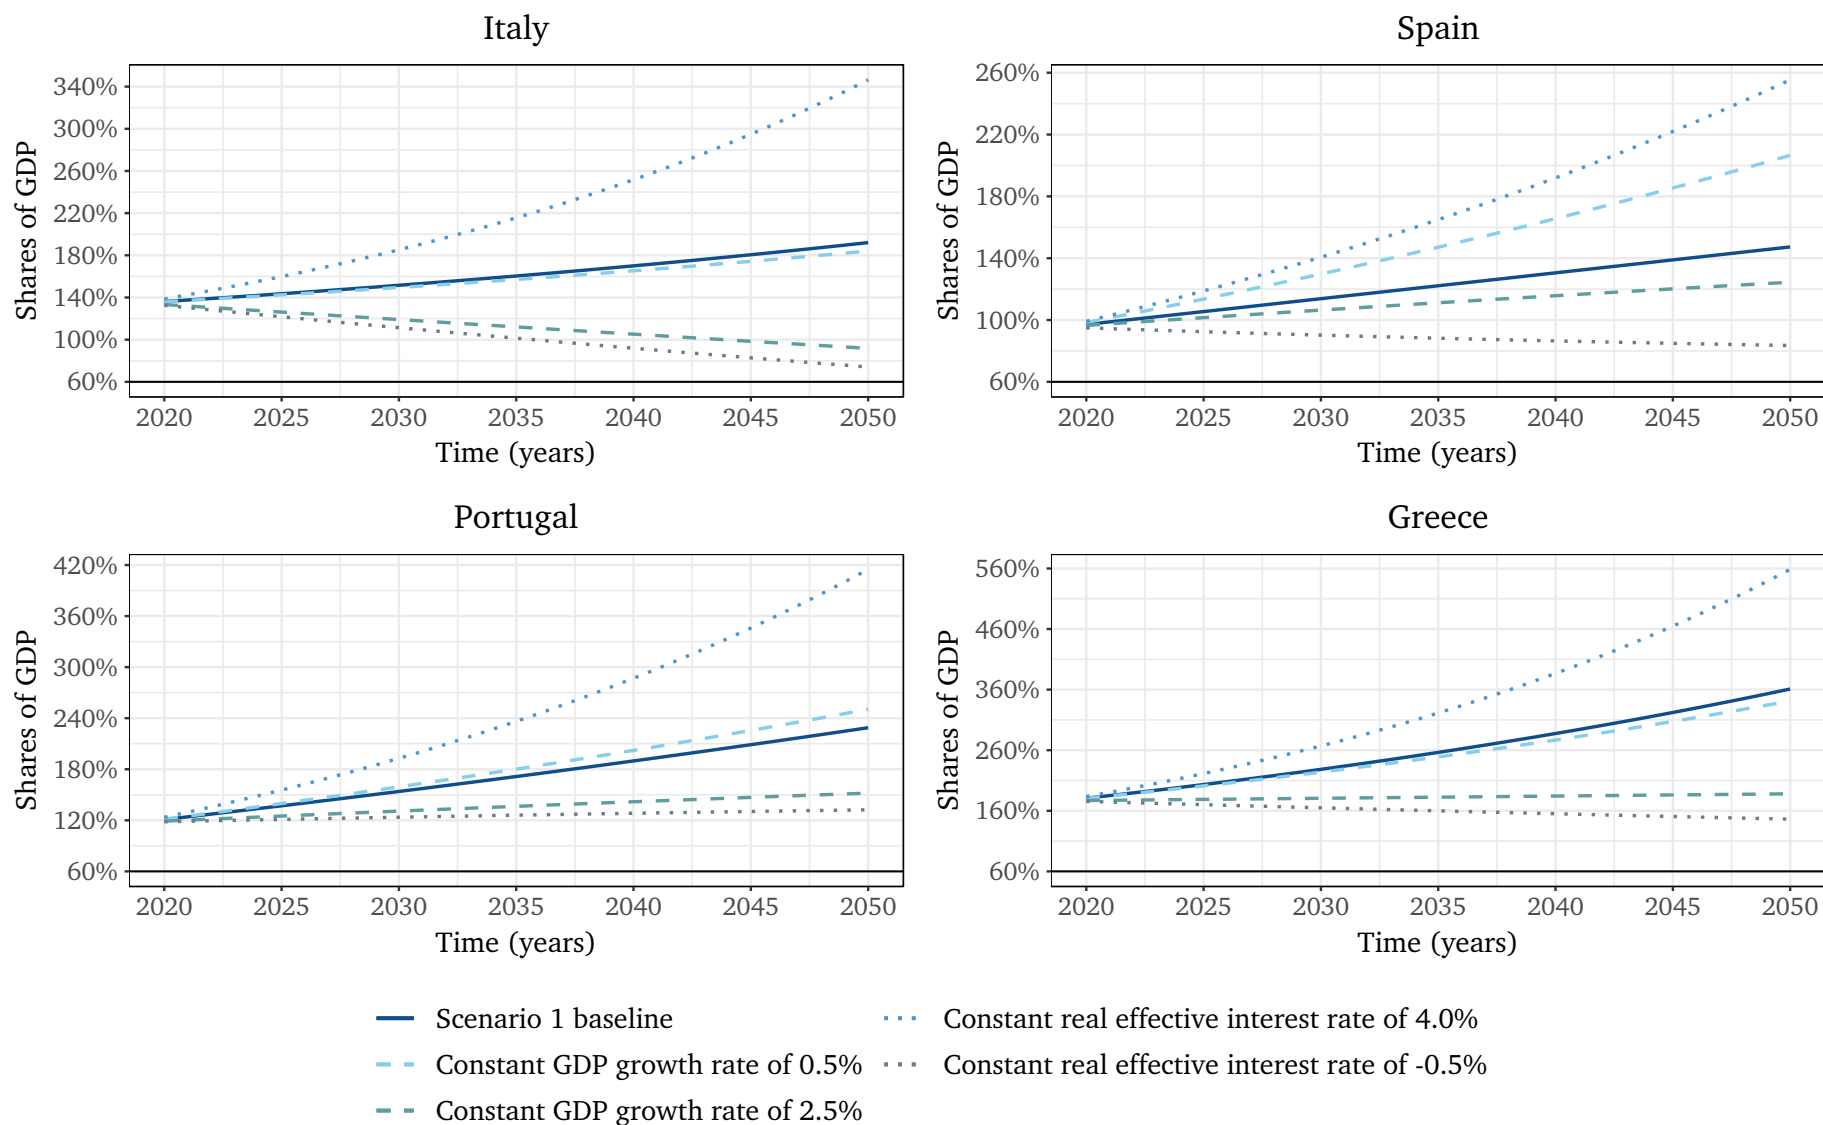 Italy
Shares of GDP
340%
300%
260%
220%
180%
140%
100%
60%
2020 2025 2030 2035 2040 2045 2050
Time (years)
Spain
Shares of GDP
260%
220%
180%
140%
100%
60%
2020 2025 2030 2035 2040 2045 2050
Time (years)
Portugal
Shares of GDP
420%
360%
300%
240%
180%
120%
60%
2020 2025 2030 2035 2040 2045 2050
Time (years)
Greece
Shares of GDP
560%
460%
360%
260%
160%
60%
2020 2025 2030 2035 2040 2045 2050
Time (years)
Scenario 1 baseline
Constant GDP growth rate of 0.5%
Constant GDP growth rate of 2.5%
Constant real effective interest rate of 4.0%
Constant real effective interest rate of -0.5%